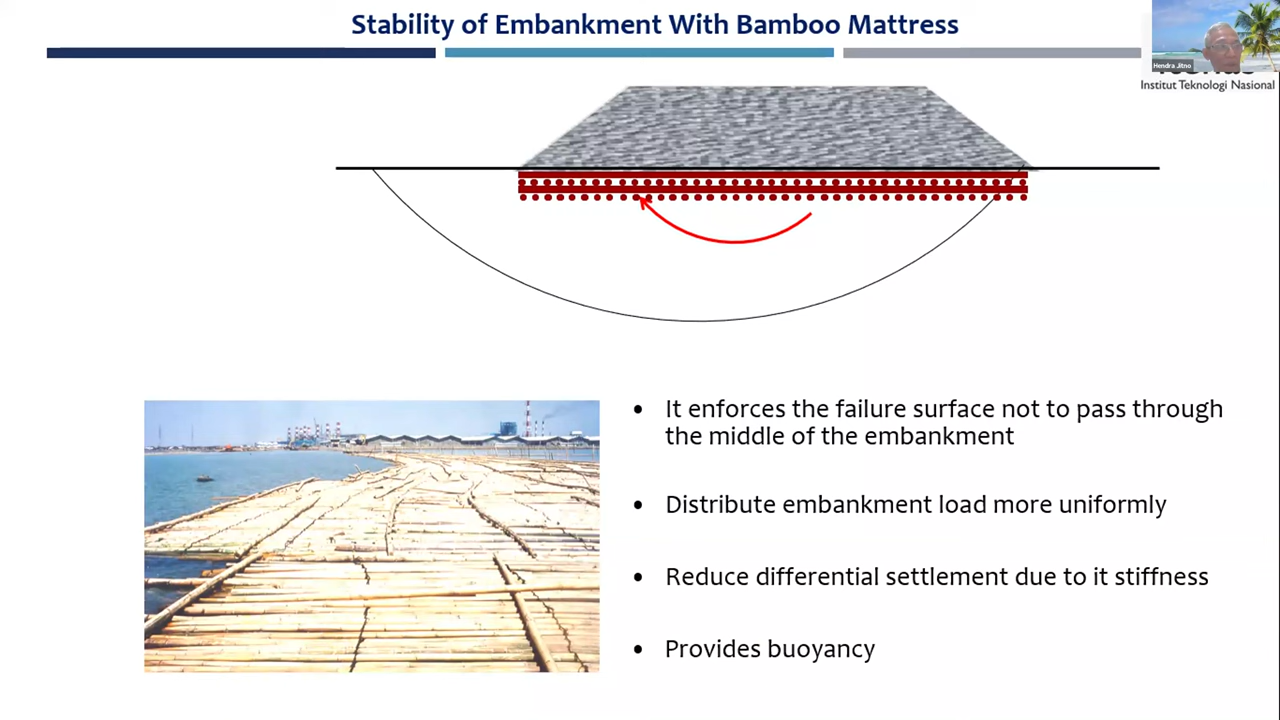 Stability of Embankment With Bamboo Mattress
Hendra Jitno
Institut Teknologi Nasional
• It enforces the failure surface not to pass through
the middle of the embankment
• Distribute embankment load more uniformly
• Reduce differential settlement due to it stiffness
• Provides buoyancy